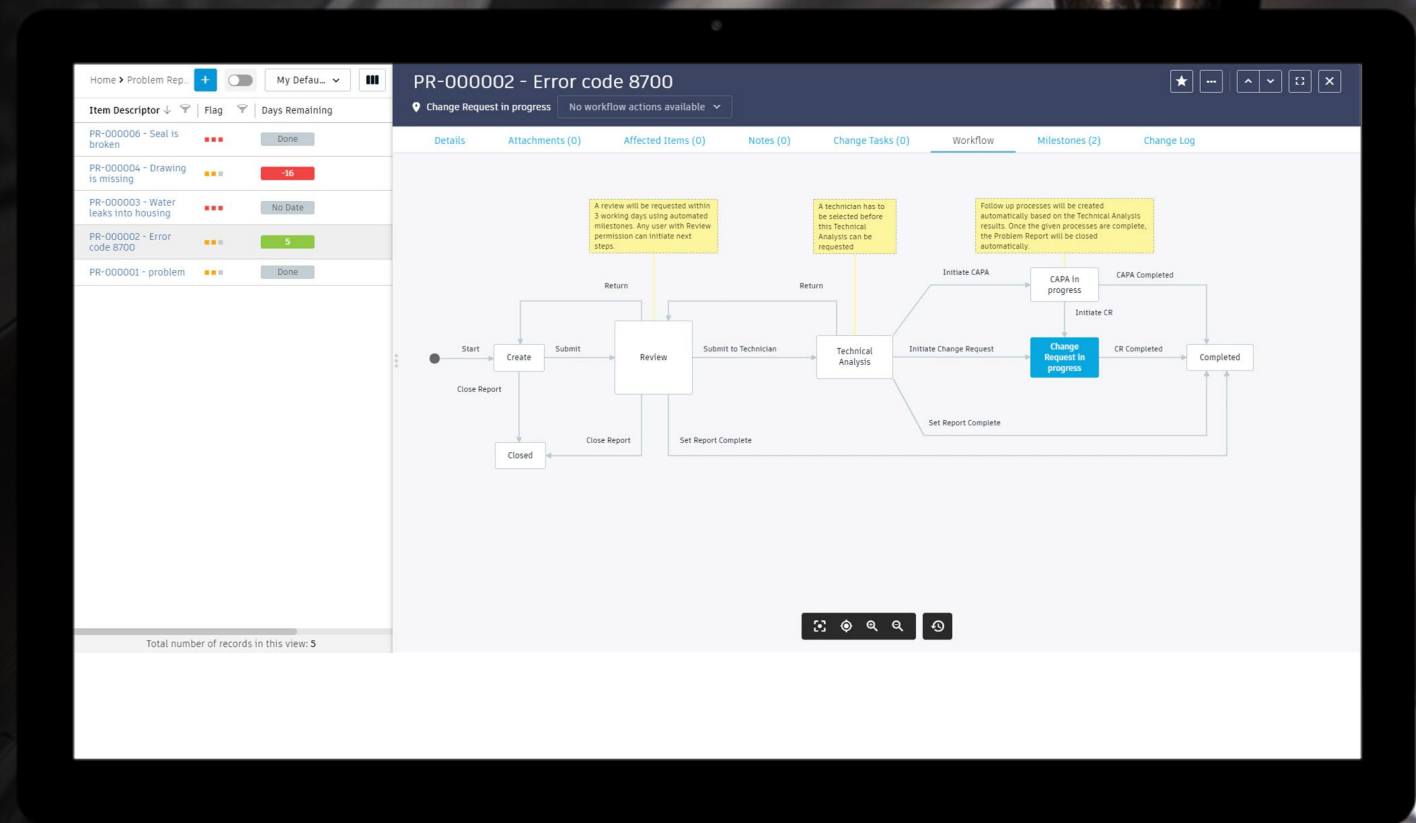 Home > Problem Rep...
My Defau...
Item Descriptor ↓
Flag
Days Remaining
PR-000006 - Seal is
broken
Done
PR-000004 - Drawing
is missing
-16
PR-000003 - Water
leaks into housing
No Date
PR-000002 - Error
code 8700
5
PR-000001 - problem
Done
Total number of records in this view: 5
PR-000002 - Error code 8700
Change Request in progress
No workflow actions available
Details
Attachments (0)
Affected Items (0)
Notes (0)
Change Tasks (0)
Workflow
Milestones (2)
Change Log
A review will be requested within
3 working days using automated
milestones. Any user with Review
permission can initiate next
steps.
A technician has to
be selected before
this Technical
Analysis can be
requested
Follow up processes will be created
automatically based on the Technical Analysis
results. Once the given processes are complete,
the Problem Report will be closed
automatically.
Initiate CAPA
CAPA in
progress
CAPA Completed
Return
Return
Initiate CR
Start
Create
Submit
Review
Submit to Technician
Technical
Analysis
Initiate Change Request
Change
Request in
progress
CR Completed
Completed
Close Report
Set Report Complete
Closed
Close Report
Set Report Complete